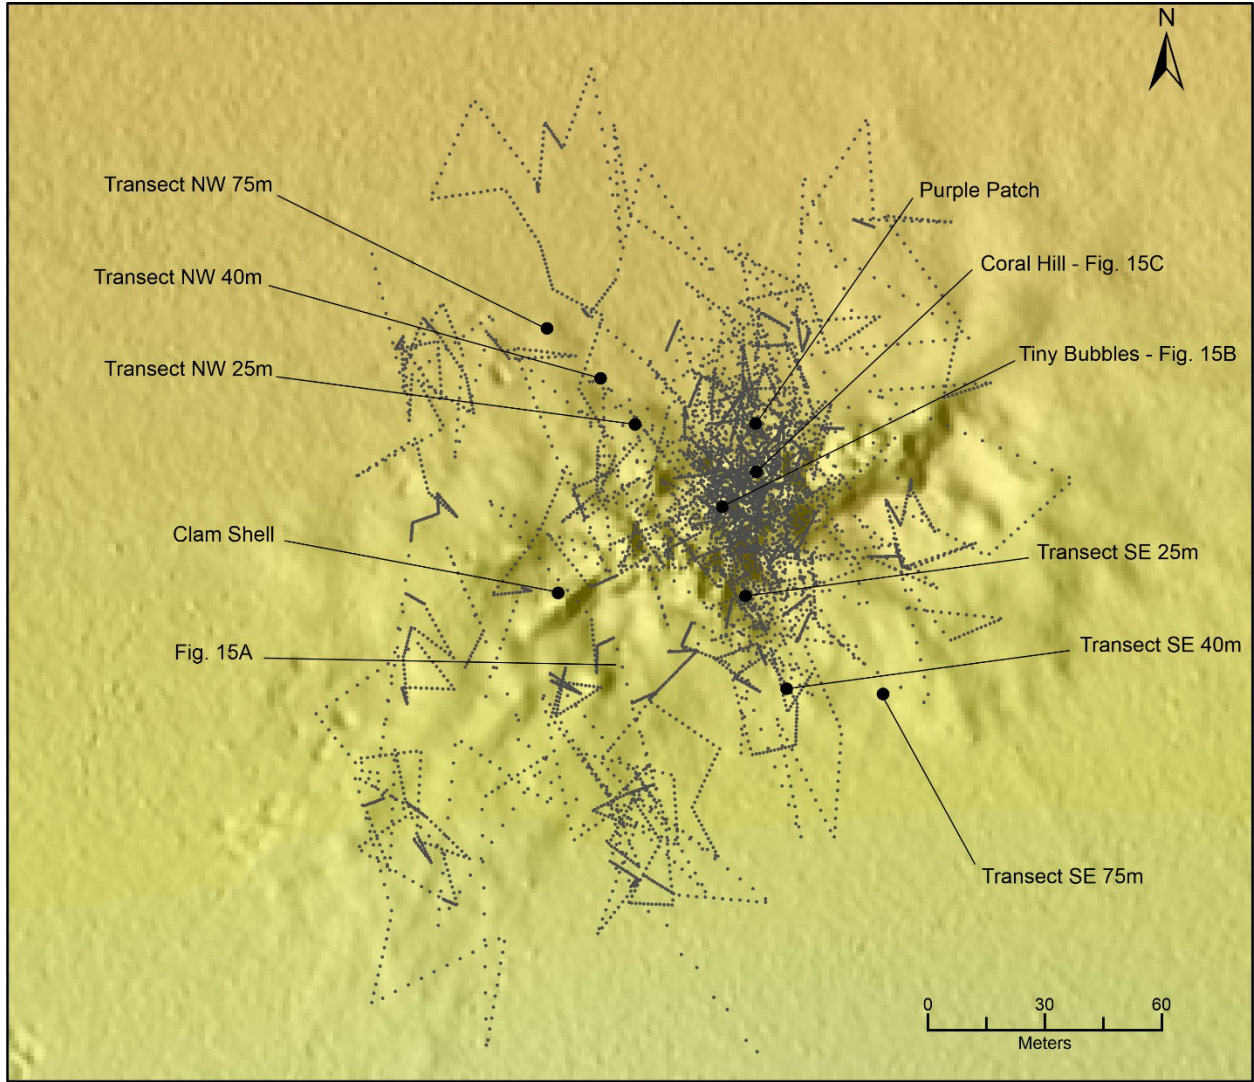 N
Transect NW 75m
Purple Patch
Coral Hill - Fig. 15C
Transect NW 40m
Tiny Bubbles - Fig. 15B
Transect NW 25m
Clam Shell
Transect SE 25m
Fig. 15A
Transect SE 40m
Transect SE 75m
0 30 60
Meters